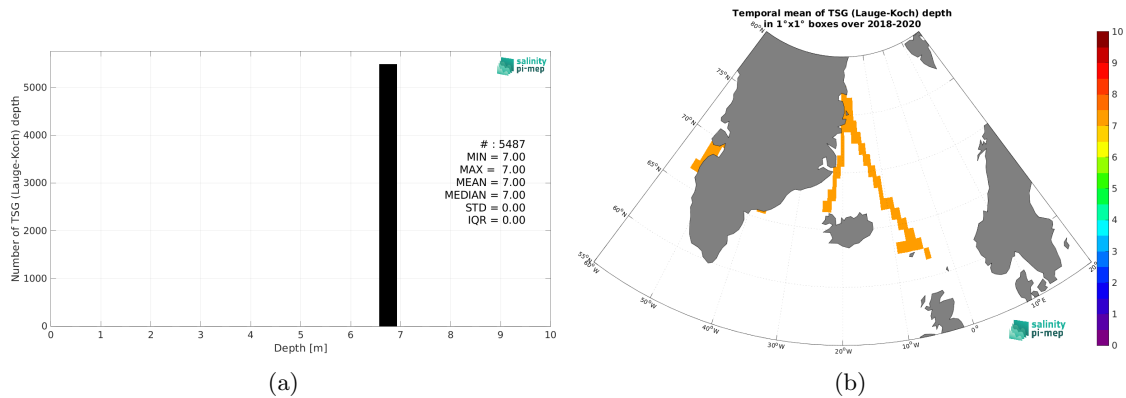 salinity
pi-mep
# : 5487
MIN = 7.00
MAX = 7.00
MEAN = 7.00
MEDIAN = 7.00
STD = 0.00
IQR = 0.00
Number of TSG (Lauge-Koch) depth
5000
4000
3000
2000
1000
0
0 1 2 3 4 5 6 7 8 9 10
Depth [m]
(a)
Temporal mean of TSG (Lauge-Koch) depth
in 1°x1° boxes over 2018-2020
80°N
75°N
70°N
65°N
60°N
55°N
60°W
50°W
40°W
30°W
20°W
10°W
0°
10°E
10
9
8
7
6
5
4
3
2
1
0
salinity
pi-mep
(b)